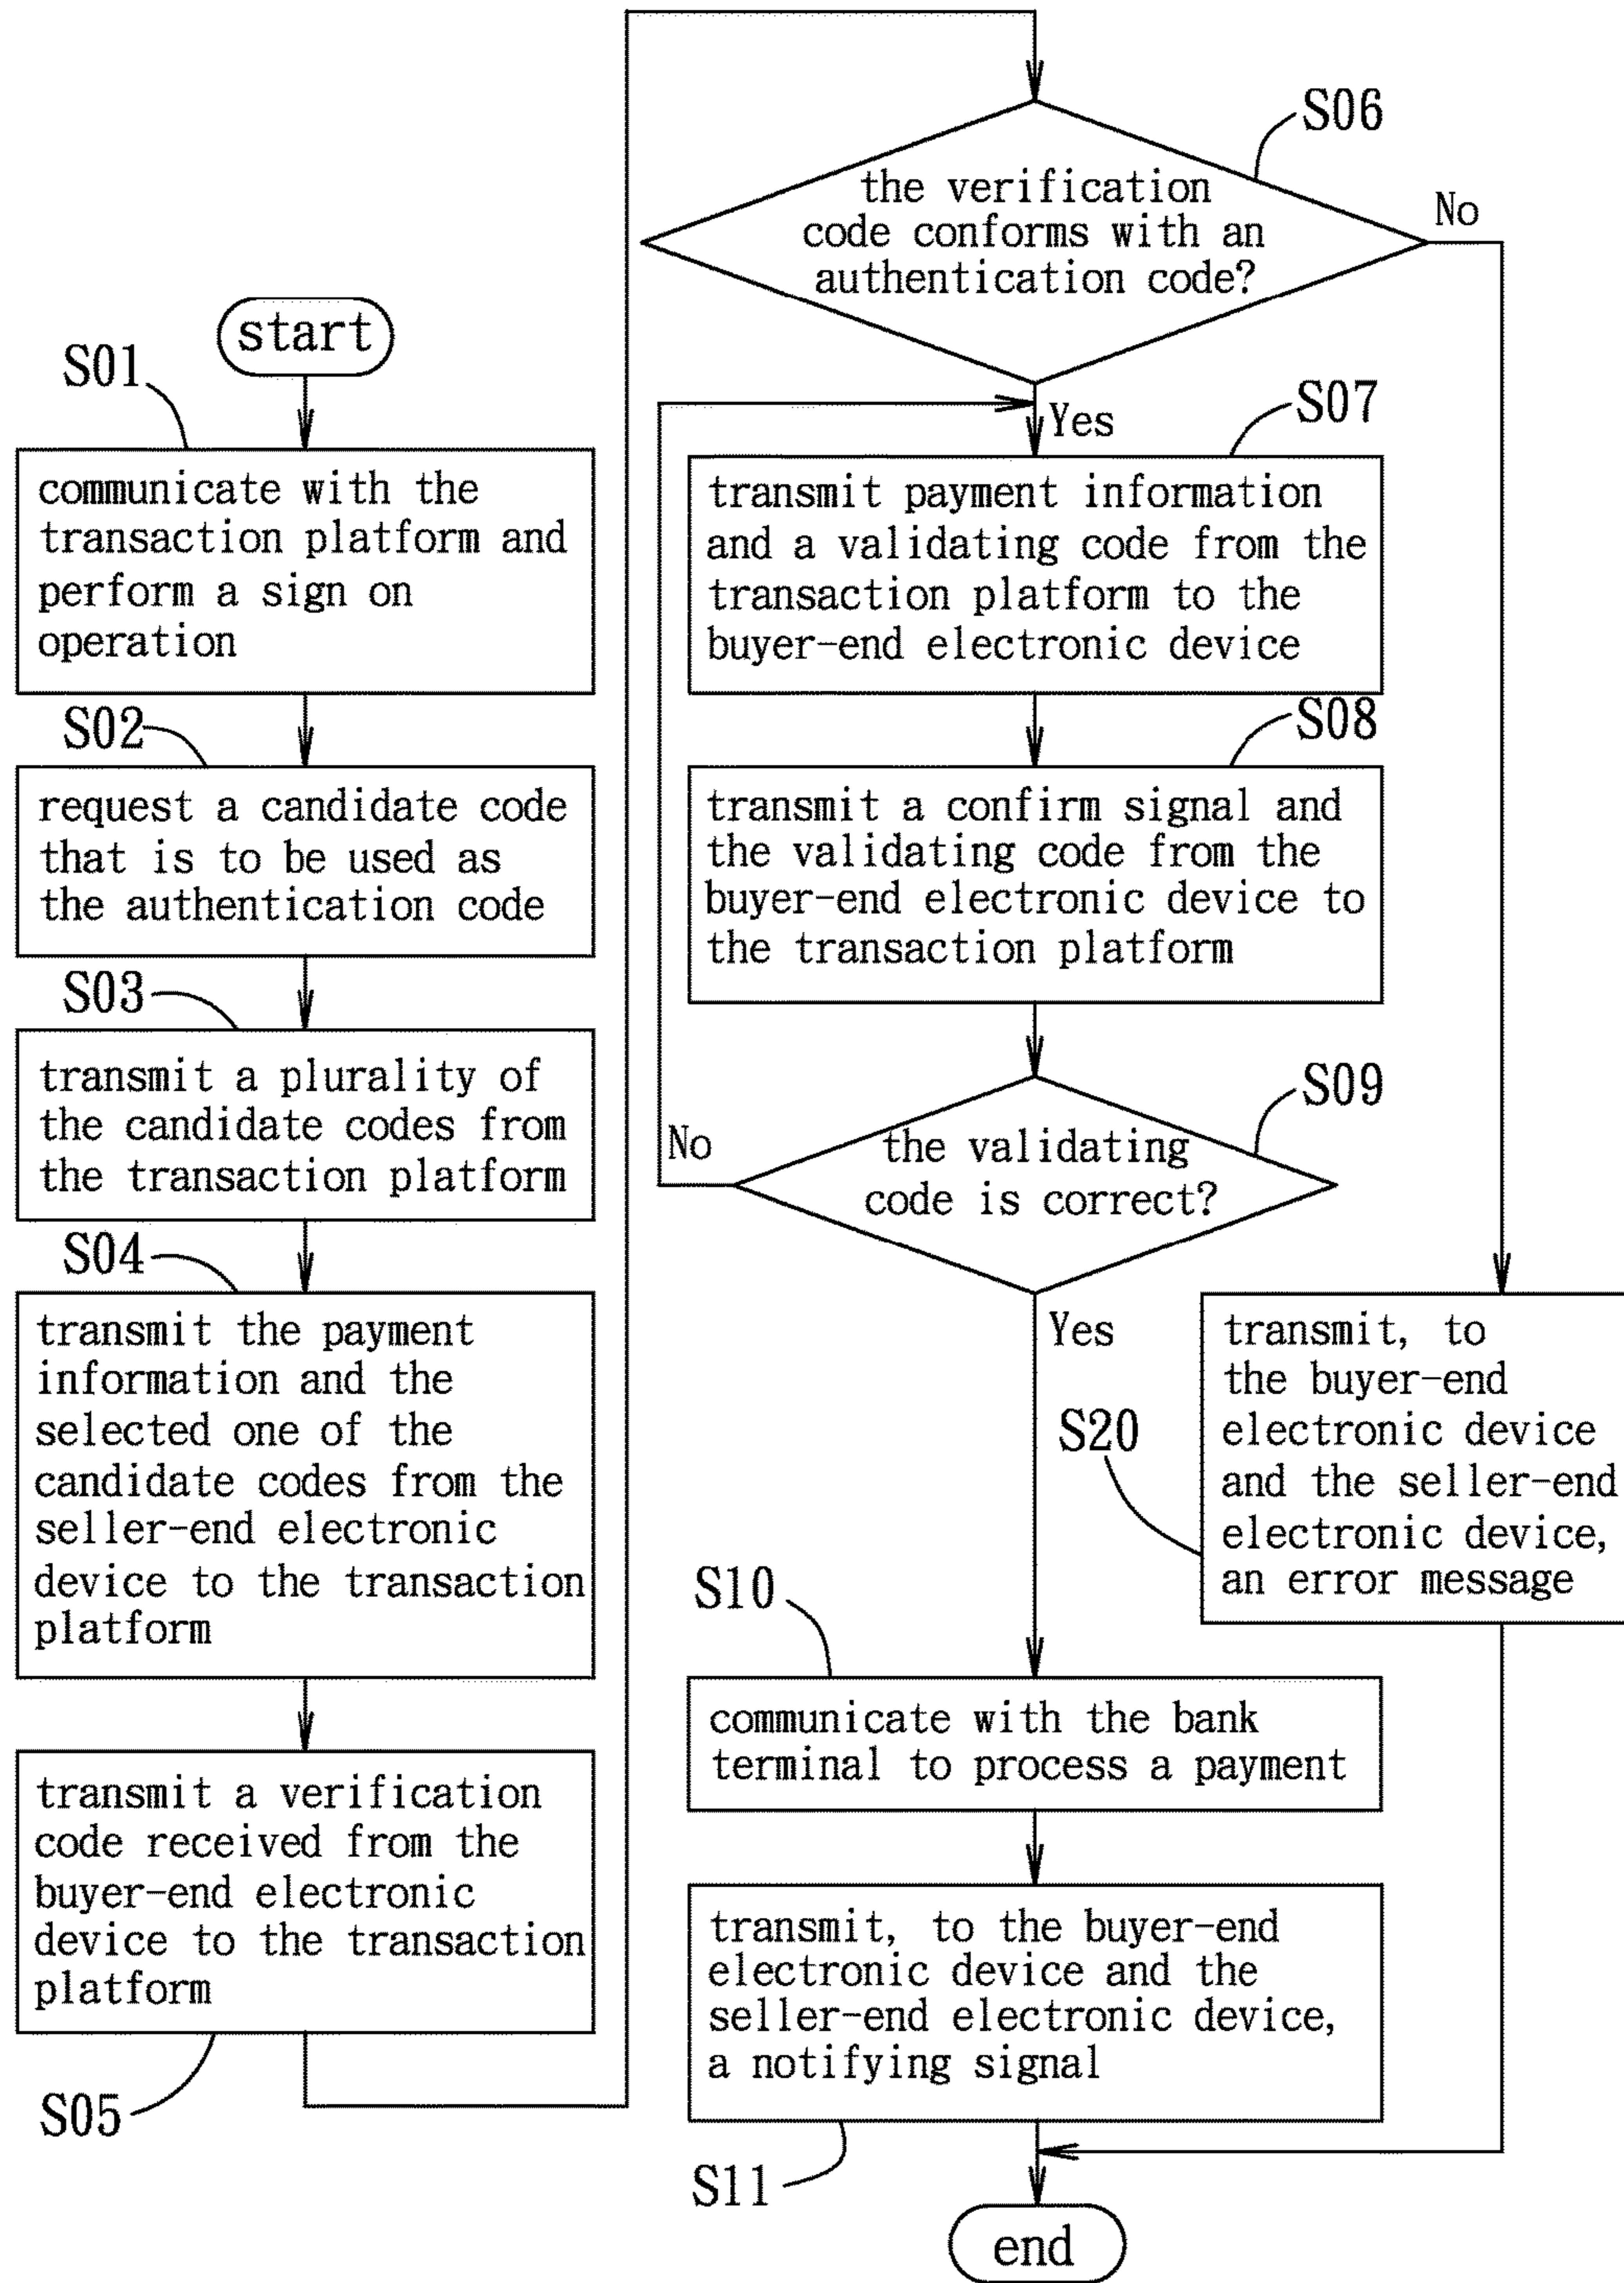 start
S01
communicate with the
transaction platform and
perform a sign on
operation
S02
request a candidate code
that is to be used as
the authentication code
S03
transmit a plurality of
the candidate codes from
the transaction platform
S04
transmit the payment
information and the
selected one of the
candidate codes from the
seller-end electronic
device to the transaction
platform
transmit a verification
code received from the
buyer-end electronic
device to the transaction
platform
S05
S06
the verification
code conforms with an
authentication code?
No
Yes
S07
transmit payment information
and a validating code from the
transaction platform to the
buyer-end electronic device
S08
transmit a confirm signal and
the validating code from the
buyer-end electronic device to
the transaction platform
S09
the validating
code is correct?
No
Yes
S20
transmit, to
the buyer-end
electronic device
and the seller-end
electronic device,
an error message
S10
communicate with the bank
terminal to process a payment
transmit, to the buyer-end
electronic device and the
seller-end electronic device,
a notifying signal
S11
end